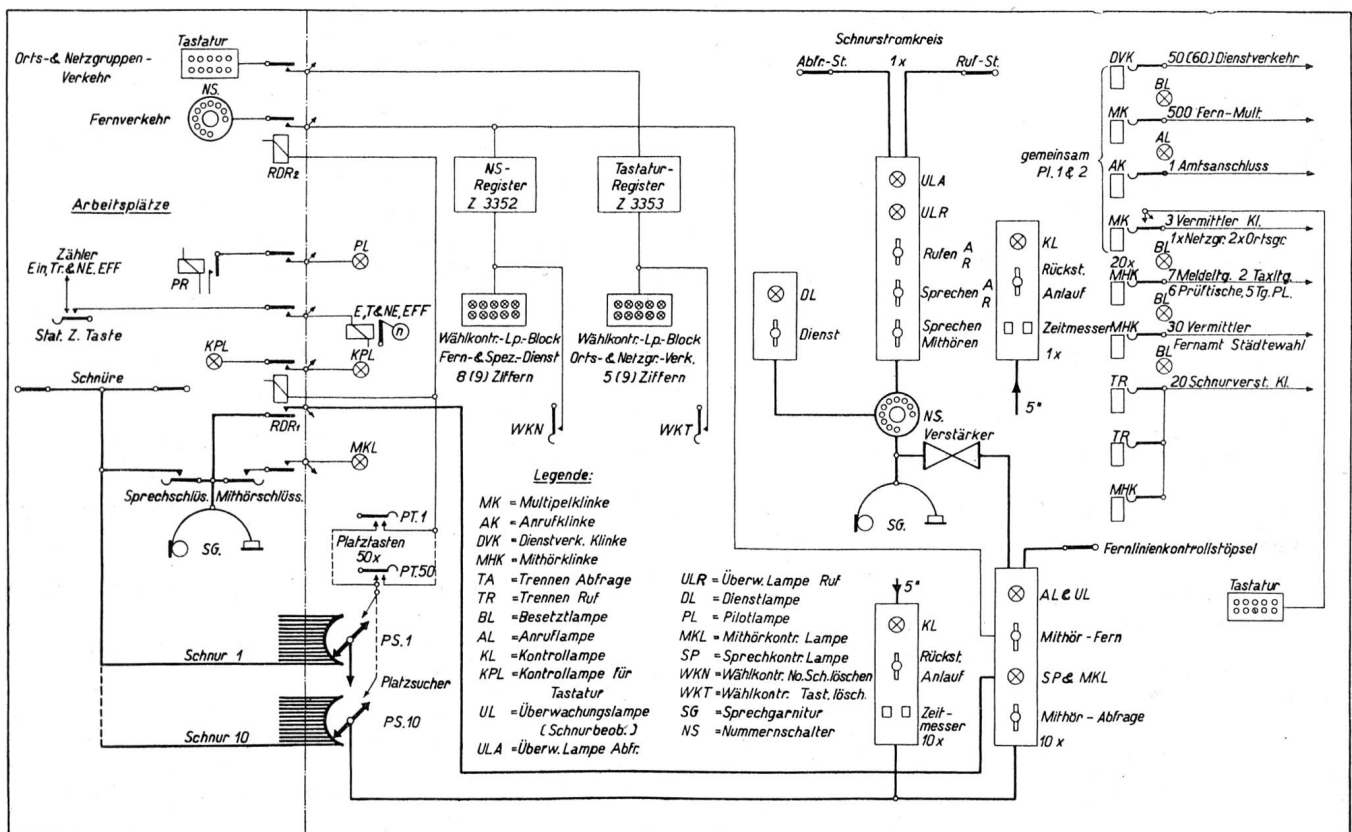 Tastatur
Orts-& Netzgruppen-
Verkehr
NS.
Fernverkehr
RDR2
Arbeitsplätze
Zähler
Ein,Tr.& NE, EFF
PR
PL
Stat. Z. Taste
E,T& NE, EFF
n
KPL
KPL
Schnüre
RDR1
MKL
Sprechschlüs.
Mithörschlüss.
SG.
PT.1
Platztasten
50x
PT.50
PS.1
Schnur 1
Platzsucher
PS.10
Schnur 10
NS-
Register
Z 3352
Tastatur-
Register
Z 3353
Wählkontr.-Lp.-Block
Fern-& Spez.-Dienst
8 (9) Ziffern
Wählkontr.-Lp.-Block
Orts-& Netzgr.-Verk.
5 (9) Ziffern
WKN
WKT
Legende:
MK = Multipelklinke
AK = Anrufklinke
DVK = Dienstverk. Klinke
MHK = Mithörklinke
TA = Trennen Abfrage
TR = Trennen Ruf
BL = Besetztlampe
AL = Anruflampe
KL = Kontrollampe
KPL = Kontrollampe für
Tastatur
UL = Überwachungslampe
(Schnurbeob.)
ULA = Überw. Lampe Abfr.
ULR = Überw. Lampe Ruf
DL = Dienstlampe
PL = Pilotlampe
MKL = Mithörkontr. Lampe
SP = Sprechkontr. Lampe
WKN = Wählkontr. No.Sch.löschen
WKT = Wählkontr. Tast. lösch.
SG = Sprechgarnitur
NS = Nummernschalter
Schnurstromkreis
Abfr.-St.
1x
Ruf-St.
ULA
ULR
Rufen A
R
Sprechen A
R
Sprechen
Mithören
DL
Dienst
KL
Rückst.
Anlauf
Zeitmesser
1x
5"
NS.
Verstärker
SG.
5"
KL
Rückst.
Anlauf
Zeit-
messer
10x
Fernlinienkontrollstöpsel
AL & UL
Mithör-Fern
SP & MKL
Mithör-Abfrage
10x
Tastatur
gemeinsam
Pl. 1 & 2
DVK
50 (60) Dienstverkehr
BL
MK
500 Fern-Mult.
AL
AK
1 Amtsanschluss
MK
3 Vermittler Kl.
1x Netzgr. 2x Ortsgr.
BL
20x
MHK
7 Meldeltg. 2 Taxltg.
6 Prüftische, 5 Tg. PL.
BL
MHK
30 Vermittler
Fernamt Städtewahl
BL
TR
20 Schnurverst. Kl.
TR
MHK